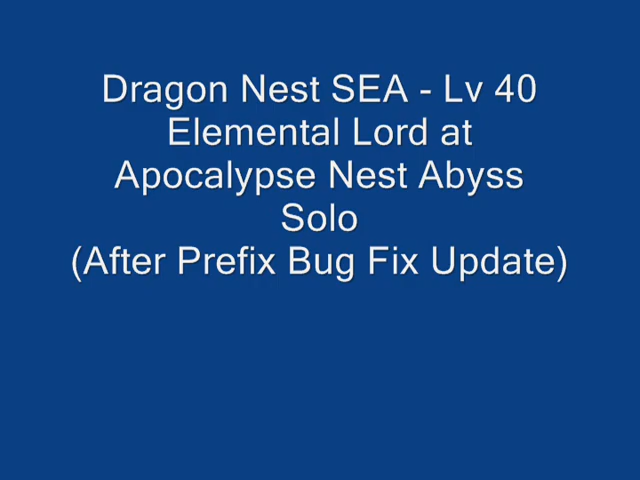 Dragon Nest SEA - Lv 40
Elemental Lord at
Apocalypse Nest Abyss
Solo
(After Prefix Bug Fix Update)